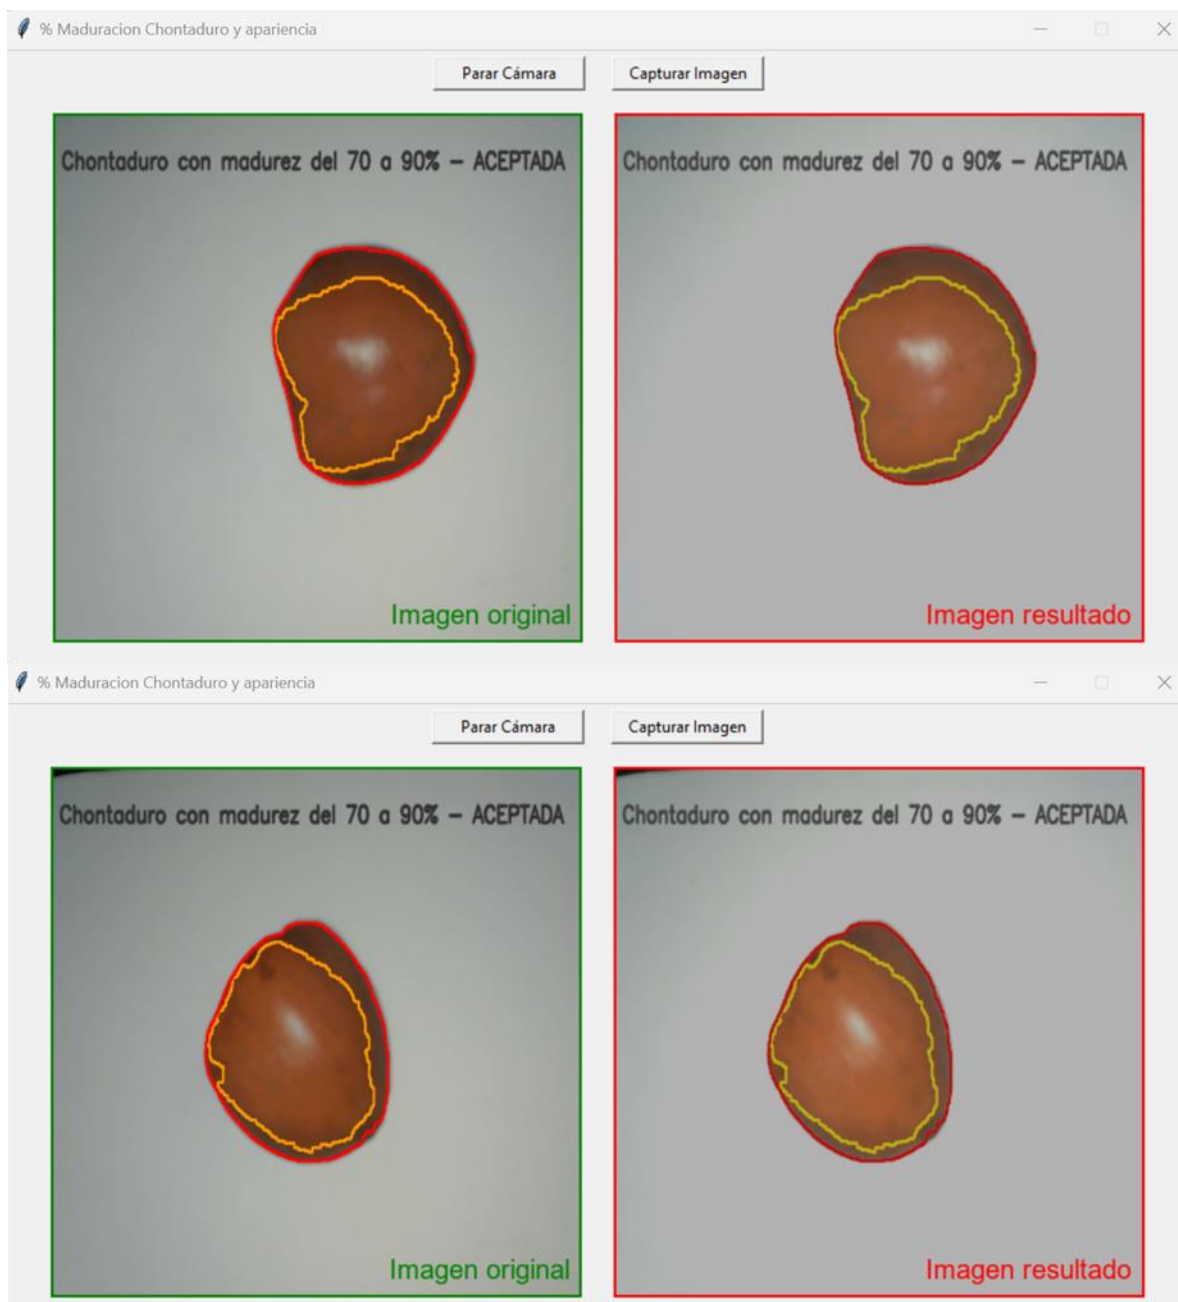 % Maduracion Chontaduro y apariencia
Parar Cámara
Capturar Imagen
Chontaduro con madurez del 70 a 90% – ACEPTADA
Chontaduro con madurez del 70 a 90% – ACEPTADA
Imagen original
Imagen resultado
% Maduracion Chontaduro y apariencia
Parar Cámara
Capturar Imagen
Chontaduro con madurez del 70 a 90% – ACEPTADA
Chontaduro con madurez del 70 a 90% – ACEPTADA
Imagen original
Imagen resultado